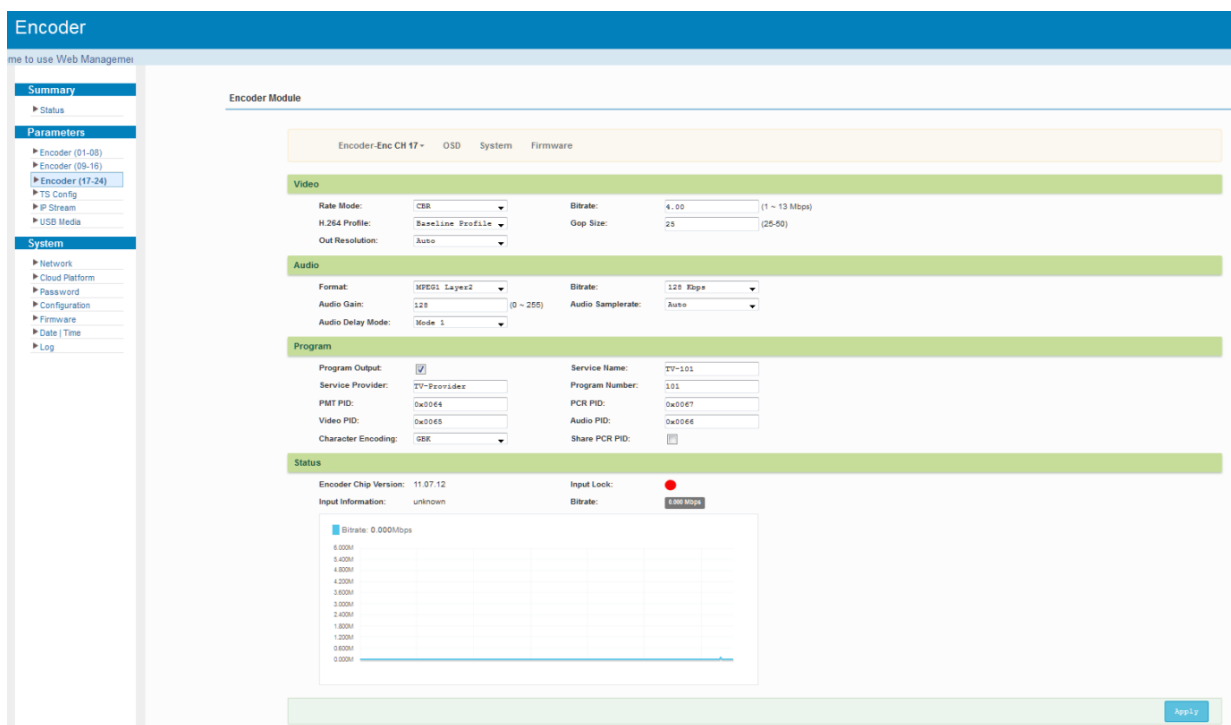 Encoder
me to use Web Managemen
Summary
Status
Parameters
Encoder (01-08)
Encoder (09-16)
Encoder (17-24)
TS Config
IP Stream
USB Media
System
Network
Cloud Platform
Password
Configuration
Firmware
Date | Time
Log
Encoder Module
Encoder-Enc CH 17 OSD System Firmware
Video
Rate Mode: CBR Bitrate: 4.00 (1 ~ 13 Mbps)
H.264 Profile: Baseline Profile Gop Size: 25 (25-50)
Out Resolution: Auto
Audio
Format: MPEG1 Layer2 Bitrate: 128 Kbps
Audio Gain: 128 (0 ~ 255) Audio Samplerate: Auto
Audio Delay Mode: Mode 1
Program
Program Output: Service Name: TV-101
Service Provider: TV-Provider Program Number: 101
PMT PID: 0x0064 PCR PID: 0x0067
Video PID: 0x0065 Audio PID: 0x0066
Character Encoding: GBK Share PCR PID:
Status
Encoder Chip Version: 11.07.12 Input Lock:
Input Information: unknown Bitrate: 0.000 Mbps
Bitrate: 0.000Mbps
6.000M
5.400M
4.800M
4.200M
3.600M
3.000M
2.400M
1.800M
1.200M
0.600M
0.000M
Apply